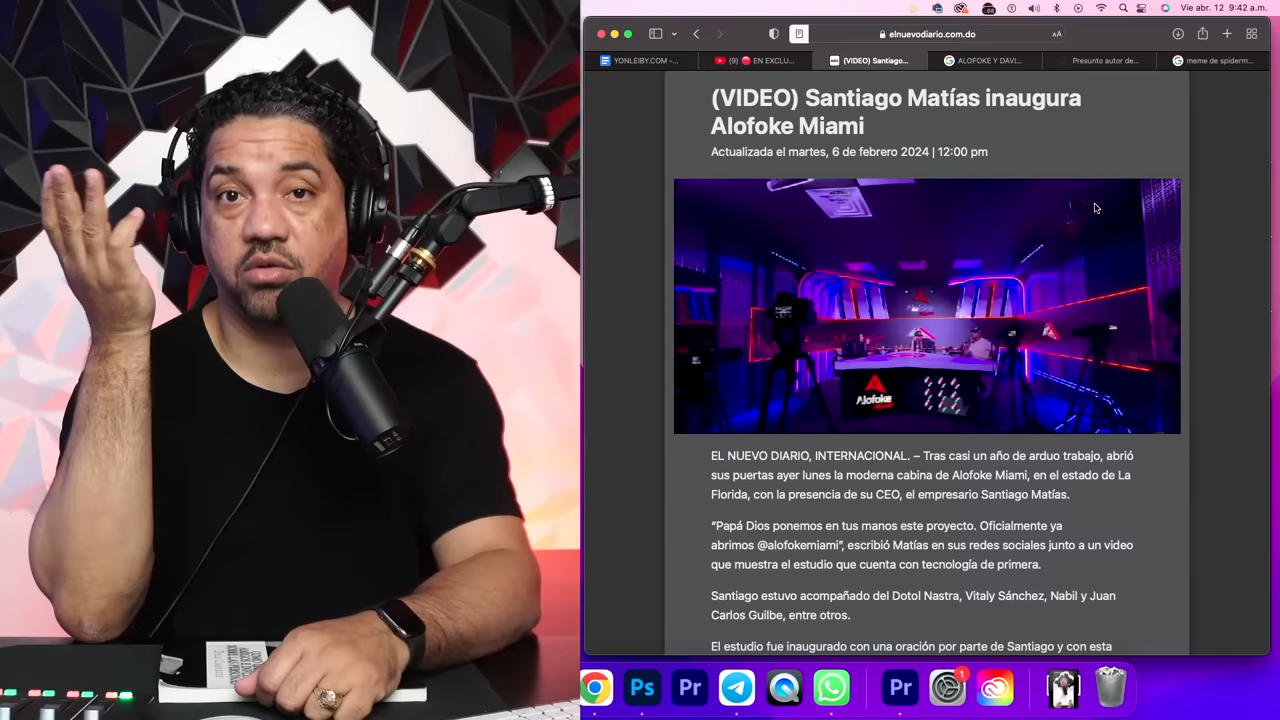 Vie abr. 12 9:42 a.m.
elnuevodiario.com.do
YONLEIBY.COM -...
(9) 🔴 EN EXCLU...
(VIDEO) Santiago...
ALOFOKE Y DAVI...
Presunto autor de...
meme de spiderm...
(VIDEO) Santiago Matías inaugura
Alofoke Miami
Actualizada el martes, 6 de febrero 2024 | 12:00 pm
Alofoke
EL NUEVO DIARIO, INTERNACIONAL. – Tras casi un año de arduo trabajo, abrió
sus puertas ayer lunes la moderna cabina de Alofoke Miami, en el estado de La
Florida, con la presencia de su CEO, el empresario Santiago Matías.
“Papá Dios ponemos en tus manos este proyecto. Oficialmente ya
abrimos @alofokemiami”, escribió Matías en sus redes sociales junto a un video
que muestra el estudio que cuenta con tecnología de primera.
Santiago estuvo acompañado del Dotol Nastra, Vitaly Sánchez, Nabil y Juan
Carlos Guilbe, entre otros.
El estudio fue inaugurado con una oración por parte de Santiago y con esta
Ps
Pr
Pr
1